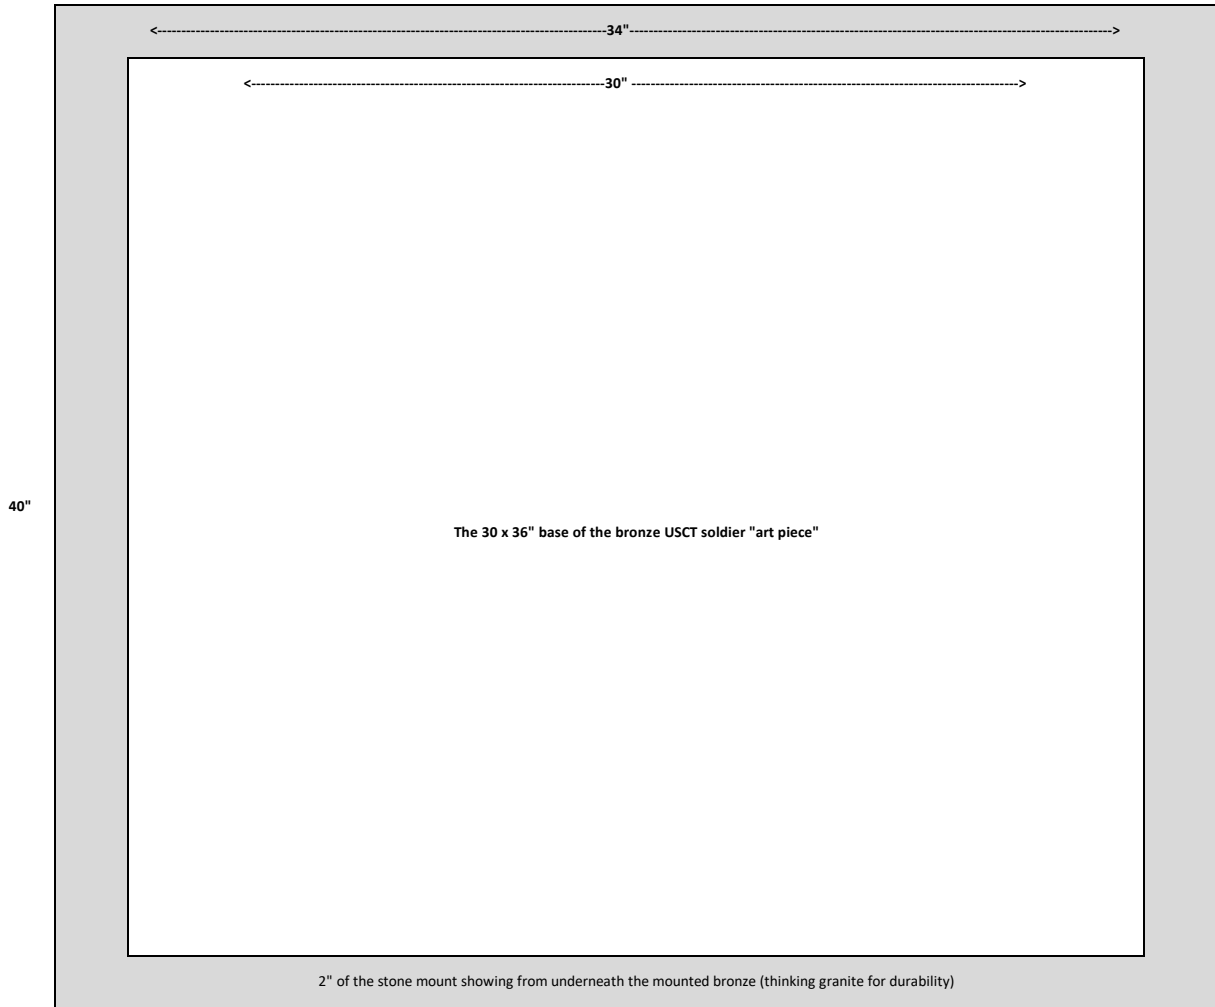 <-----------------------------------------------------------------------------------------------34"----------------------------------------------------------------------------------------------------->
<---------------------------------------------------------------------------30" --------------------------------------------------------------------------------->
40"
The 30 x 36" base of the bronze USCT soldier "art piece"
2" of the stone mount showing from underneath the mounted bronze (thinking granite for durability)